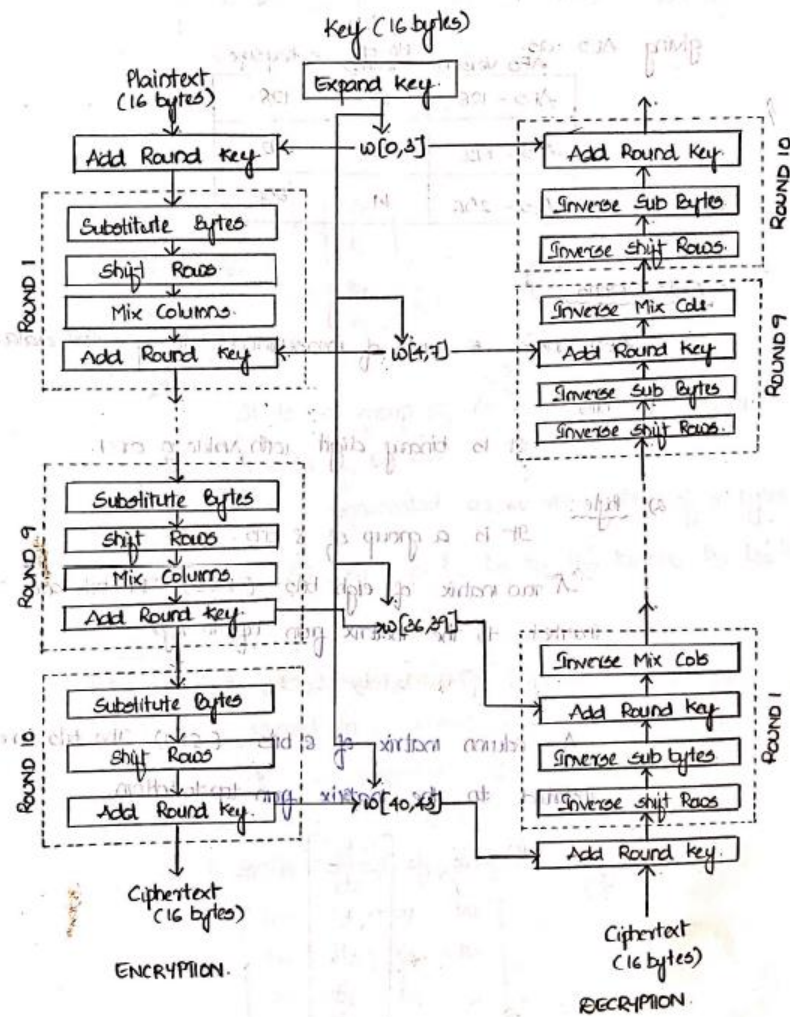 Key (16 bytes)
Expand Key.
Plaintext
(16 bytes)
Add Round Key
w[0,3]
ROUND 1
Substitute Bytes
Shift Rows
Mix Columns.
Add Round Key
w[4,7]
ROUND 9
Substitute Bytes
Shift Rows
Mix Columns.
Add Round Key
w[36,39]
ROUND 10
Substitute Bytes
Shift Rows
Add Round Key.
w[40,43]
Ciphertext
(16 bytes)
ENCRYPTION.
Add Round Key
Inverse Sub Bytes
Inverse shift Rows.
ROUND 10
Inverse Mix Cols
Add Round Key
Inverse Sub Bytes
Inverse shift Rows.
ROUND 9
Inverse Mix Cols
Add Round Key
Inverse sub bytes
Inverse shift Rows
ROUND 1
Add Round Key.
Ciphertext
(16 bytes)
DECRYPTION.